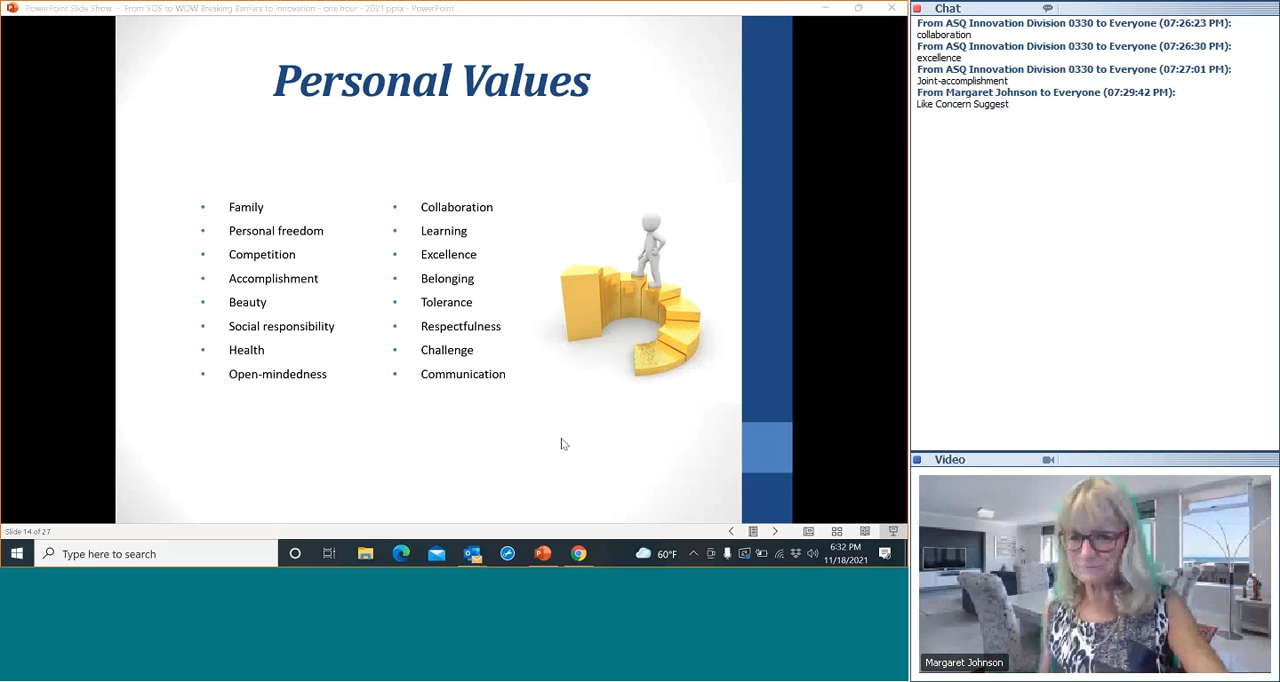 PowerPoint Slide Show - From SOS to WOW Breaking Barriers to Innovation - one hour - 2021.pptx - PowerPoint
Personal Values
• Family
• Personal freedom
• Competition
• Accomplishment
• Beauty
• Social responsibility
• Health
• Open-mindedness
• Collaboration
• Learning
• Excellence
• Belonging
• Tolerance
• Respectfulness
• Challenge
• Communication
Slide 14 of 27
Type here to search
60°F
6:32 PM
11/18/2021
Chat
From ASQ Innovation Division 0330 to Everyone (07:26:23 PM):
collaboration
From ASQ Innovation Division 0330 to Everyone (07:26:30 PM):
excellence
From ASQ Innovation Division 0330 to Everyone (07:27:01 PM):
Joint-accomplishment
From Margaret Johnson to Everyone (07:29:42 PM):
Like Concern Suggest
Video
Margaret Johnson